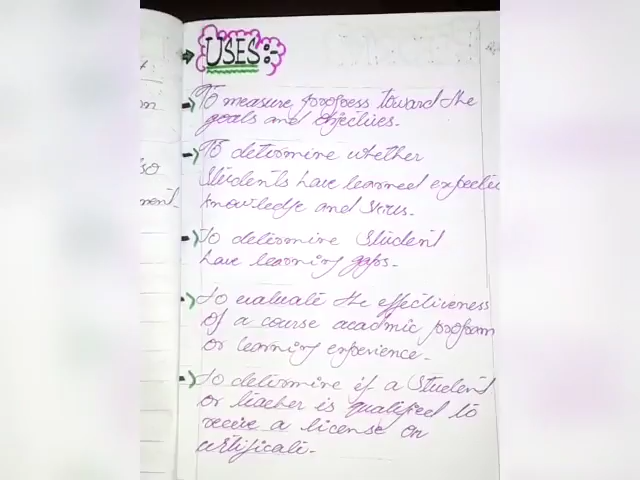 USES:-
To measure progress toward the
goals and objectives.
To determine whether
Students have learned expected
knowledge and skills.
To determine Student
have learning gaps.
To evaluate the effectiveness
of a course acadmic program
or learning experience.
To determine if a Student
or teacher is qualified to
receive a license or
certificate.